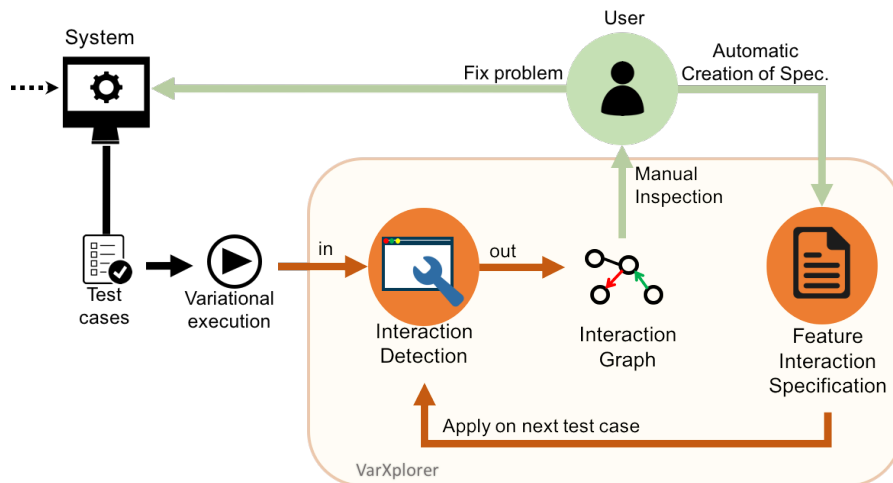 System
User
Fix problem
Automatic
Creation of Spec.
Manual
Inspection
in
out
Test
cases
Variational
execution
Interaction
Detection
Interaction
Graph
Feature
Interaction
Specification
Apply on next test case
VarXplorer